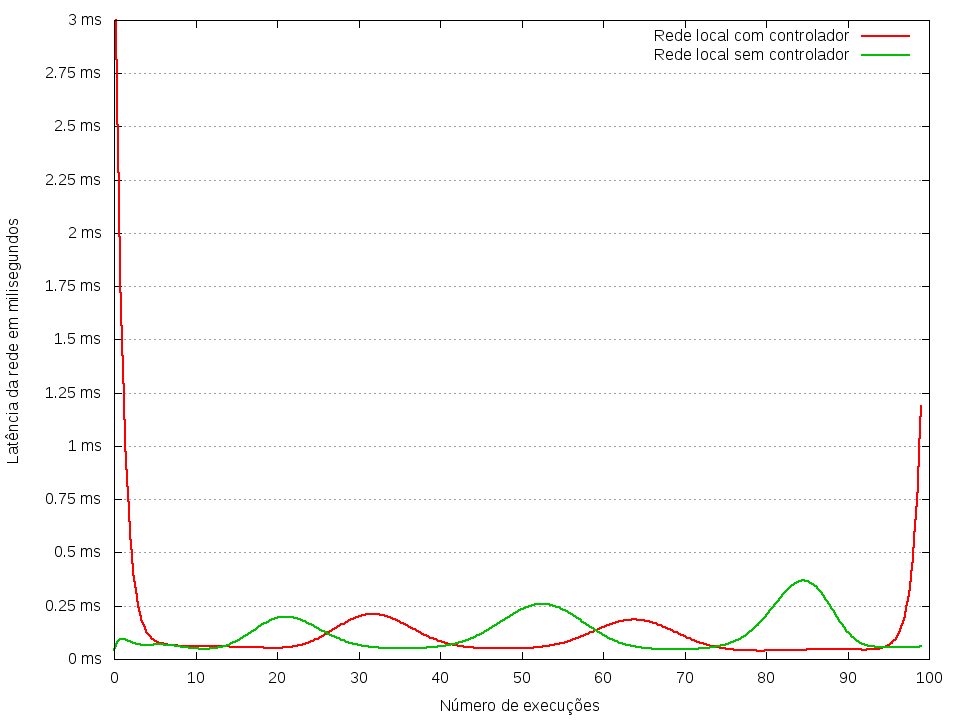 3 ms
2.75 ms
2.5 ms
2.25 ms
2 ms
1.75 ms
1.5 ms
1.25 ms
1 ms
0.75 ms
0.5 ms
0.25 ms
0 ms
Latência da rede em milisegundos
Rede local com controlador
Rede local sem controlador
0 10 20 30 40 50 60 70 80 90 100
Número de execuções